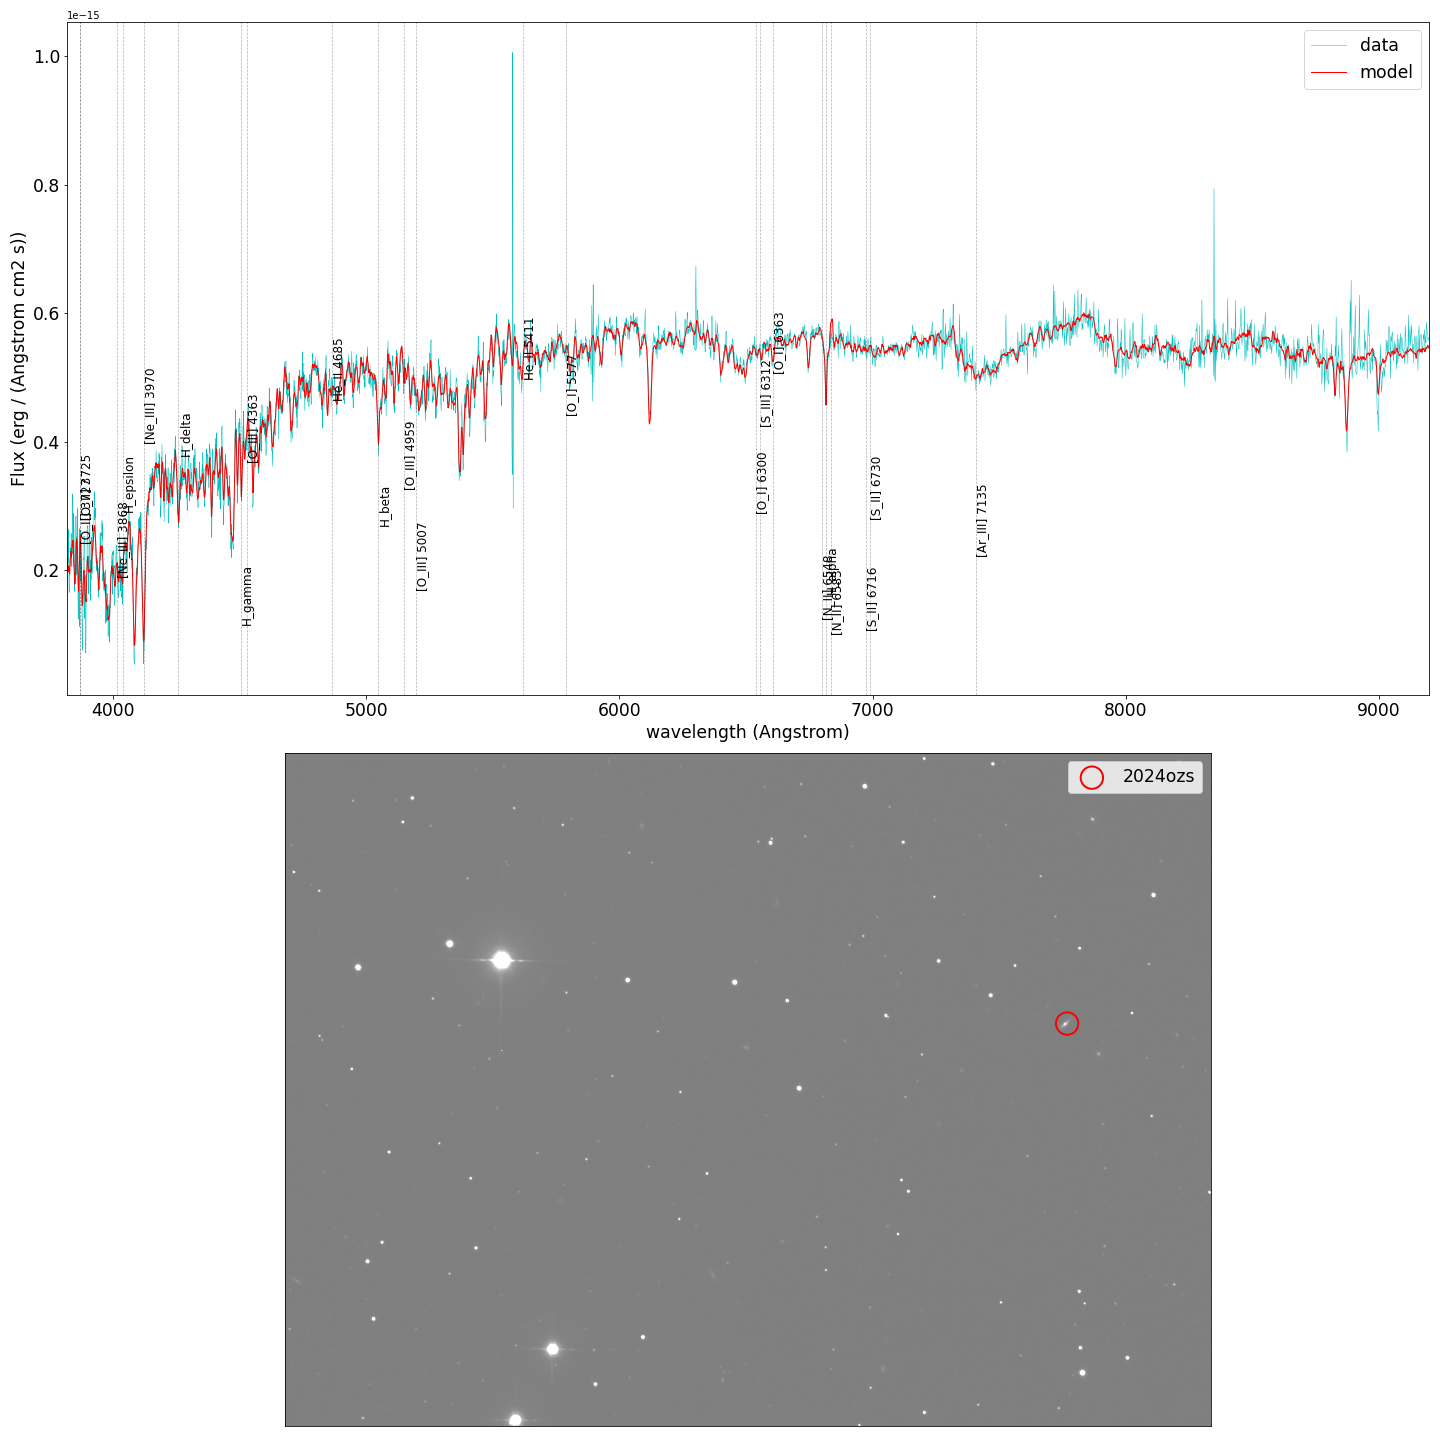 1e−15
Flux (erg / (Angstrom cm2 s))
1.0
0.8
0.6
0.4
0.2
data
model
[Ne_III] 3868
H_epsilon
[Ne_III] 3970
H_delta
H_gamma
[O_III] 4363
He_II 4685
H_beta
[O_III] 4959
[O_III] 5007
He_II 5411
[O_I] 5577
[O_I] 6300
[S_III] 6312
[O_I] 6363
[N_II] 6548
[S_II] 6716
[S_II] 6730
[Ar_III] 7135
4000
5000
6000
7000
8000
9000
wavelength (Angstrom)
2024ozs